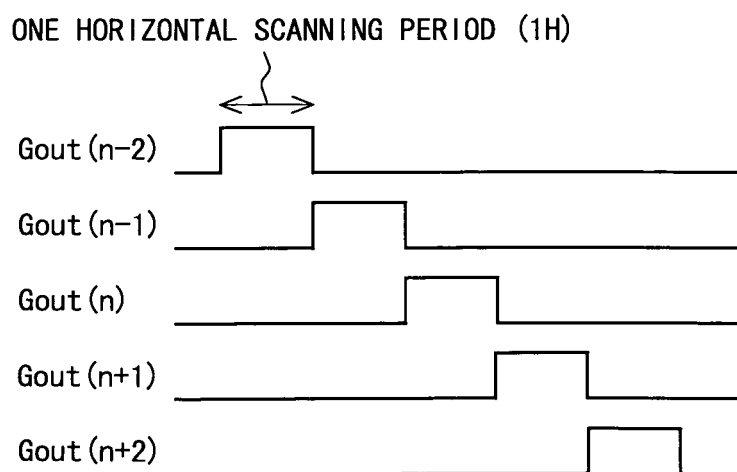 ONE HORIZONTAL SCANNING PERIOD (1H)
Gout(n-2)
Gout(n-1)
Gout(n)
Gout(n+1)
Gout(n+2)